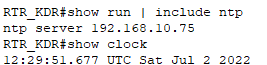 RTR_KDR#show run | include ntp
ntp server 192.168.10.75
RTR_KDR#show clock
12:29:51.677 UTC Sat Jul 2 2022